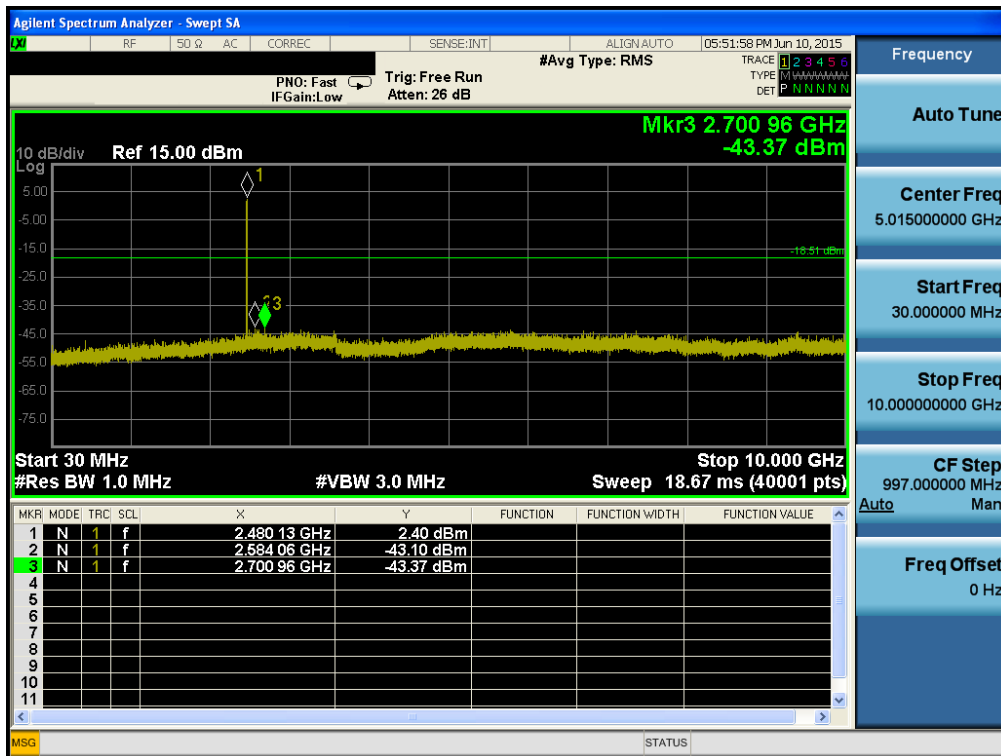 Agilent Spectrum Analyzer - Swept SA
LXI RF 50 Ω AC CORREC SENSE:INT ALIGNAUTO 05:51:58 PM Jun 10, 2015
#Avg Type: RMS
PNO: Fast
IFGain:Low
Trig: Free Run
Atten: 26 dB
TRACE 1 2 3 4 5 6
TYPE M
DET P N N N N N
Mkr3 2.700 96 GHz
-43.37 dBm
10 dB/div Ref 15.00 dBm
Log
1
5.00
-5.00
-15.0
-18.51 dBm
-25.0
3
-35.0
-45.0
-55.0
-65.0
-75.0
Start 30 MHz Stop 10.000 GHz
#Res BW 1.0 MHz #VBW 3.0 MHz Sweep 18.67 ms (40001 pts)
MKR MODE TRC SCL X Y FUNCTION FUNCTION WIDTH FUNCTION VALUE
1 N 1 f 2.480 13 GHz 2.40 dBm
2 N 1 f 2.584 06 GHz -43.10 dBm
3 N 1 f 2.700 96 GHz -43.37 dBm
4
5
6
7
8
9
10
11
MSG STATUS
Frequency
Auto Tune
Center Freq
5.015000000 GHz
Start Freq
30.000000 MHz
Stop Freq
10.000000000 GHz
CF Step
997.000000 MHz
Auto Man
Freq Offset
0 Hz